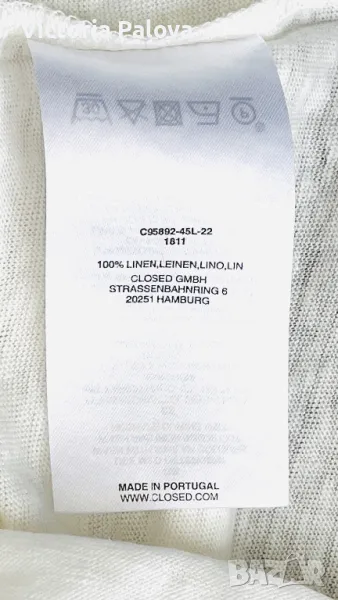 Victoria Palova
30
P
C95892-45L-22
1811
100% LINEN,LEINEN,LINO,LIN
CLOSED GMBH
STRASSENBAHNRING 6
20251 HAMBURG
MADE IN PORTUGAL
WWW.CLOSED.COM
bazar